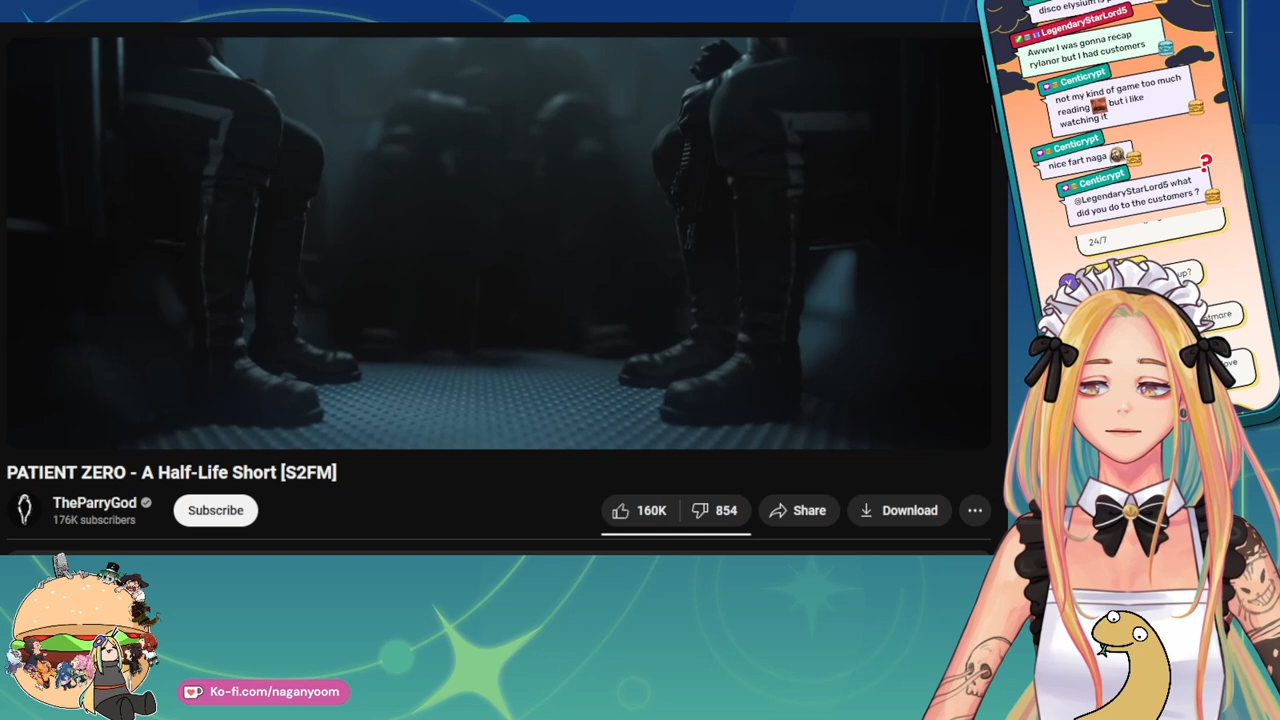 disco elysium is
LegendaryStarLord5
Awww I was gonna recap
rylanor but I had customers
Centicrypt
not my kind of game too much
reading but i like
watching it
Centicrypt
nice fart naga
?
Centicrypt
@LegendaryStarLord5 what
did you do to the customers ?
24/7
up?
PATIENT ZERO - A Half-Life Short [S2FM]
TheParryGod
176K subscribers
Subscribe
160K
854
Share
Download
Ko-fi.com/naganyoom